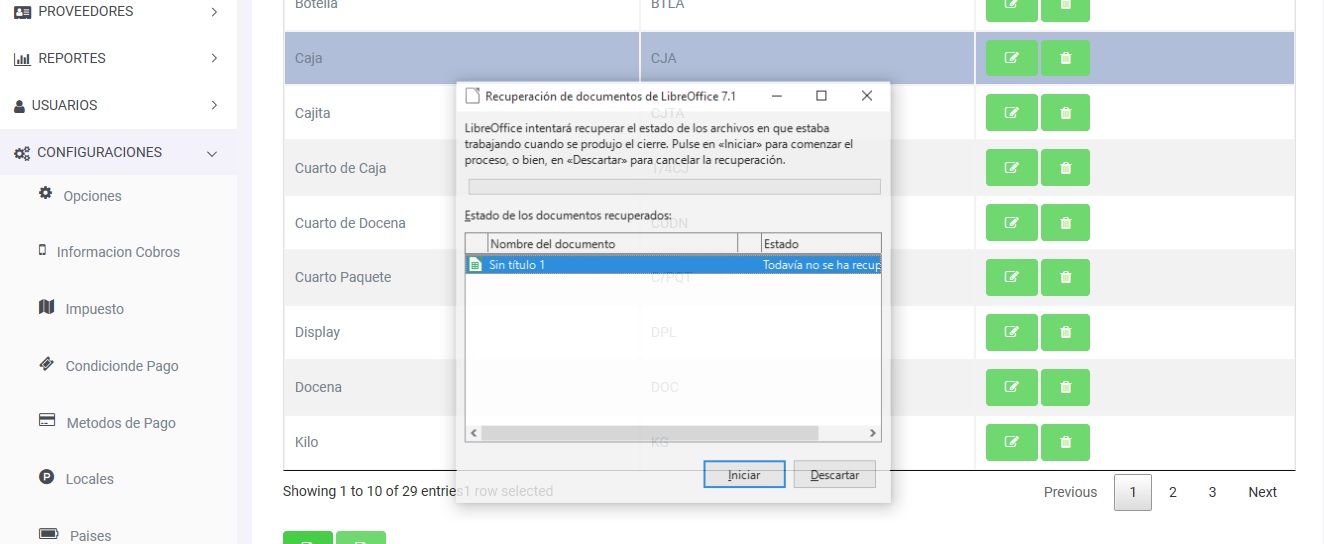 PROVEEDORES
REPORTES
USUARIOS
CONFIGURACIONES
Opciones
Informacion Cobros
Impuesto
Condicionde Pago
Metodos de Pago
Locales
Paises
Botella BTLA
Caja CJA
Cajita CJTA
Cuarto de Caja 1/4CJ
Cuarto de Docena CUDN
Cuarto Paquete C/PQT
Display DPL
Docena DOC
Kilo KG
Showing 1 to 10 of 29 entries1 row selected
Previous 1 2 3 Next
Recuperación de documentos de LibreOffice 7.1
LibreOffice intentará recuperar el estado de los archivos en que estaba
trabajando cuando se produjo el cierre. Pulse en «Iniciar» para comenzar el
proceso, o bien, en «Descartar» para cancelar la recuperación.
Estado de los documentos recuperados:
Nombre del documento Estado
Sin título 1 Todavía no se ha recup
Iniciar Descartar